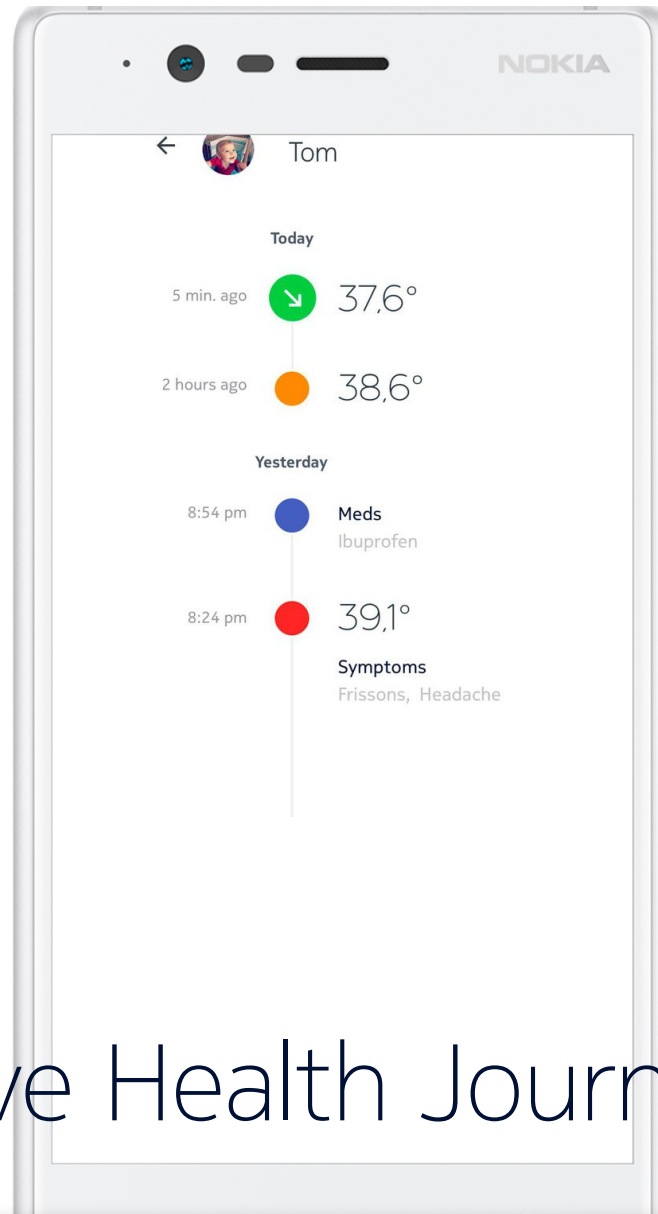 NOKIA
Tom
Today
5 min. ago 37,6°
2 hours ago 38,6°
Yesterday
8:54 pm Meds
Ibuprofen
8:24 pm 39,1°
Symptoms
Frissons, Headache
ve Health Journ